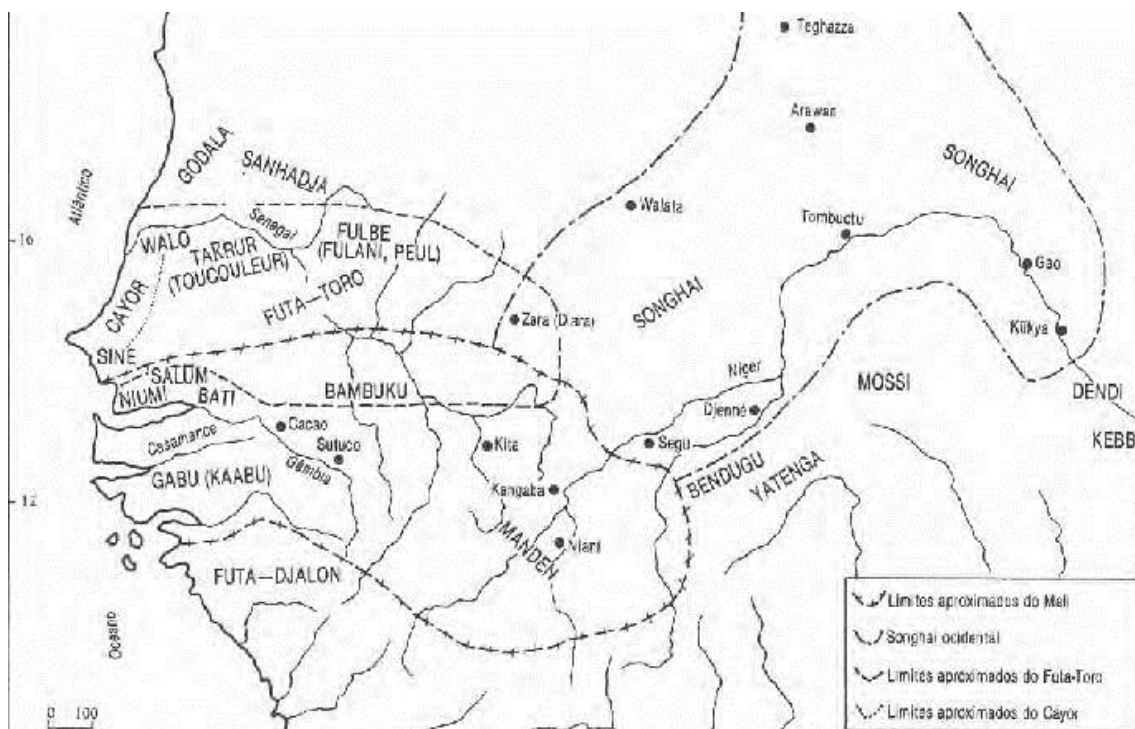 Teghazza
Arawan
SONGHAI
GODALA
SANHADJA
Atlântico
Walata
Tombuctu
16
Senegal
WALO
TAKRUR
(TOUCOULEUR)
FULBE
(FULANI, PEUL)
Gao
CAYOR
FUTA-TORO
Zara (Diara)
SONGHAI
Kūkya
SINE
SALUM
NIUMI
BATI
BAMBUKU
Niger
MOSSI
DENDI
Djenné
KEBB
Cacao
Casamance
Sutuco
Kita
Segu
GABU (KAABU)
Gâmbia
Kangaba
BENDUGU
YATENGA
12
MANDEN
Niani
FUTA-DJALON
Oceano
Limites aproximados do Mali
Songhai ocidental
Limites aproximados do Futa-Toro
Limites aproximados do Cayor
0 100